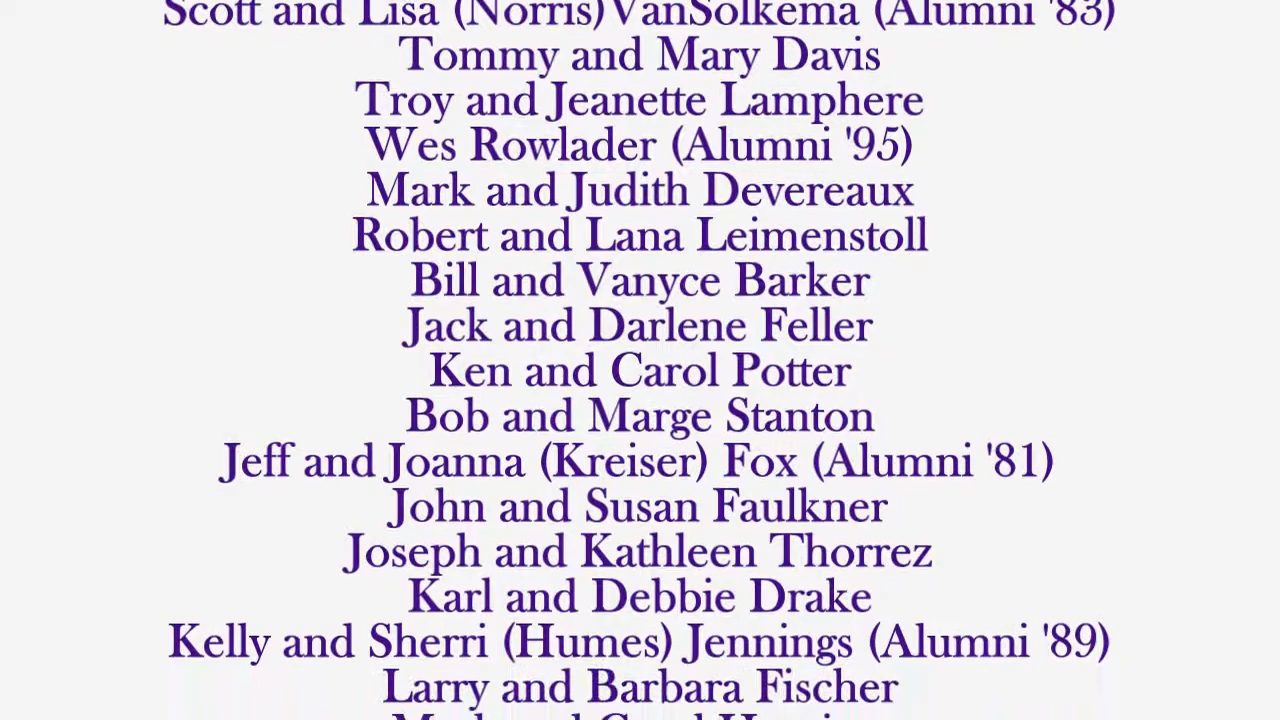 Scott and Lisa (Norris)VanSolkema (Alumni '83)
Tommy and Mary Davis
Troy and Jeanette Lamphere
Wes Rowlader (Alumni '95)
Mark and Judith Devereaux
Robert and Lana Leimenstoll
Bill and Vanyce Barker
Jack and Darlene Feller
Ken and Carol Potter
Bob and Marge Stanton
Jeff and Joanna (Kreiser) Fox (Alumni '81)
John and Susan Faulkner
Joseph and Kathleen Thorrez
Karl and Debbie Drake
Kelly and Sherri (Humes) Jennings (Alumni '89)
Larry and Barbara Fischer
and